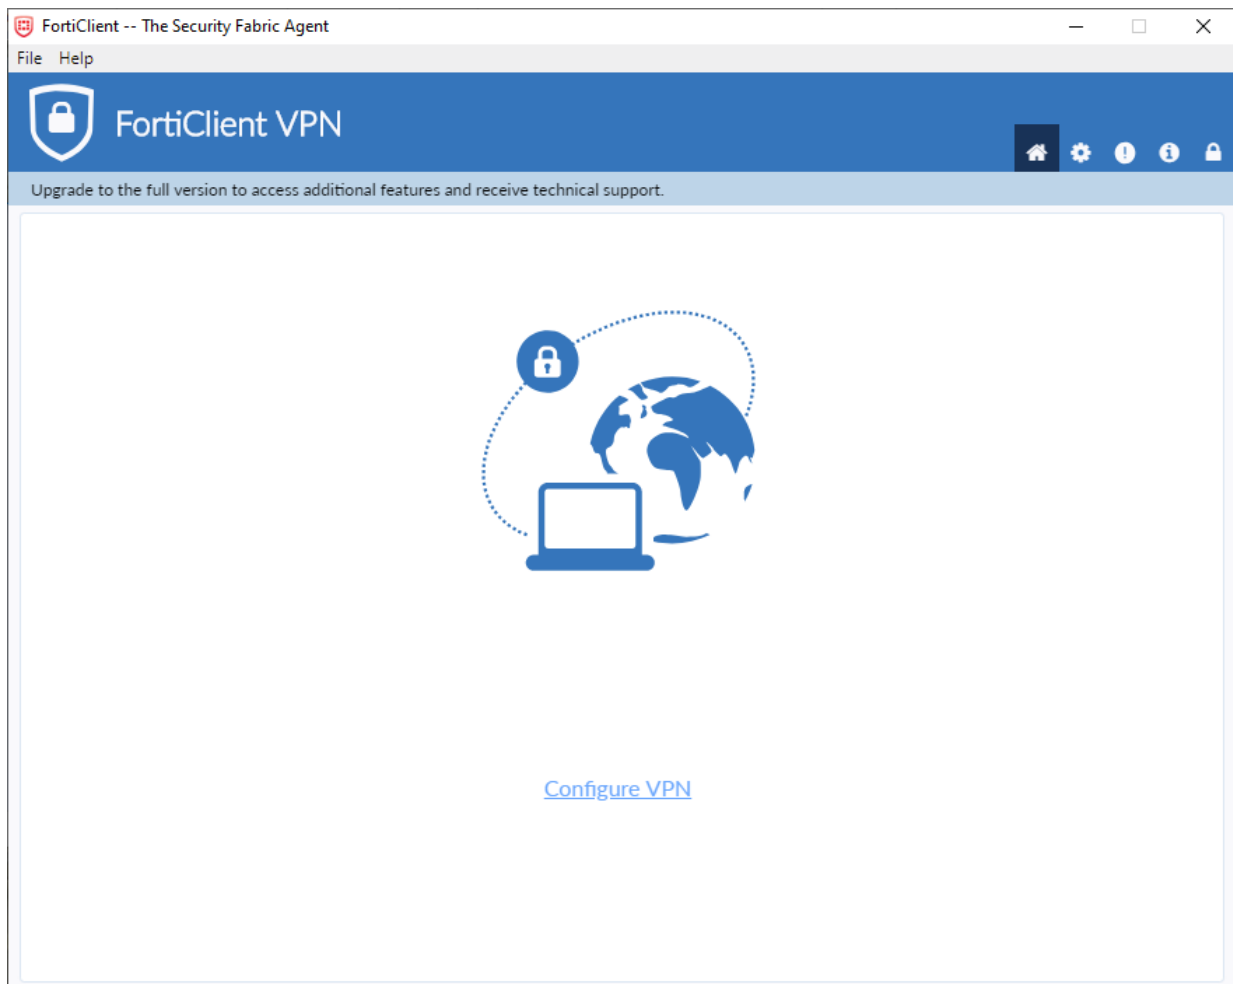 FortiClient -- The Security Fabric Agent
File Help
FortiClient VPN
Upgrade to the full version to access additional features and receive technical support.
Configure VPN